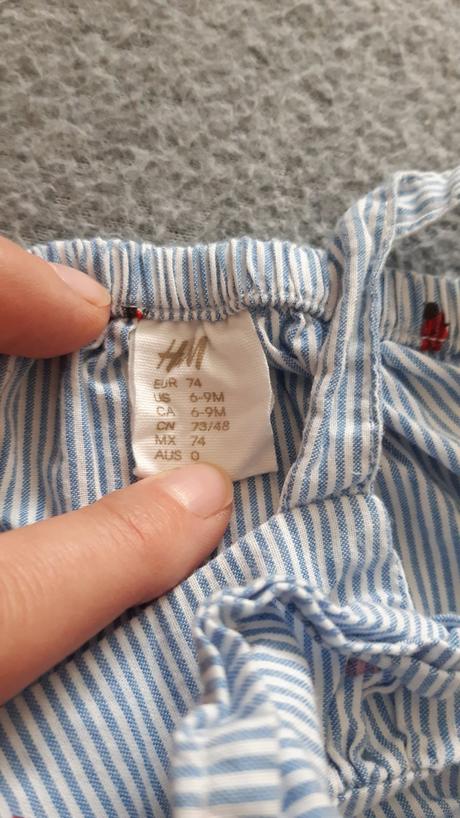 H&M
EUR 74
US 6-9M
CA 6-9M
CN 73/48
MX 74
AUS 0